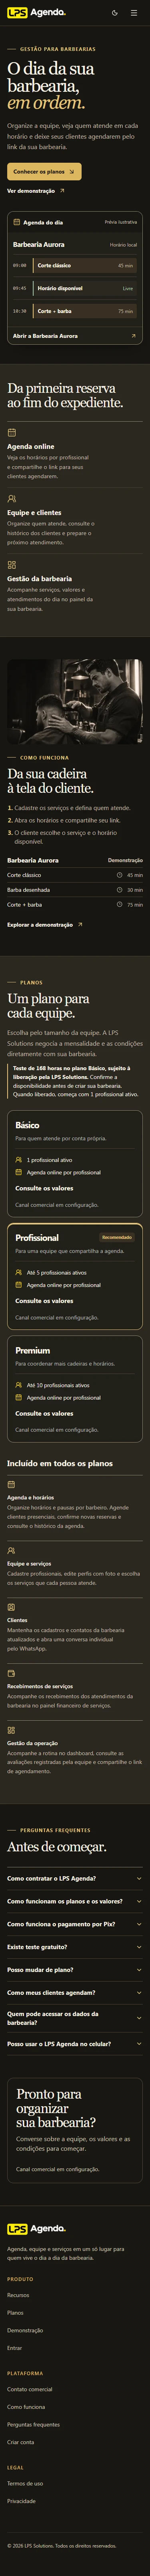 LPS Agenda.
GESTÃO PARA BARBEARIAS
O dia da sua
barbearia,
em ordem.
Organize a equipe, veja quem atende em cada
horário e deixe seus clientes agendarem pelo
link da sua barbearia.
Conhecer os planos
Ver demonstração
Agenda do dia
Prévia ilustrativa
Barbearia Aurora
Horário local
09:00 Corte clássico 45 min
09:45 Horário disponível Livre
10:30 Corte + barba 75 min
Abrir a Barbearia Aurora
Da primeira reserva
ao fim do expediente.
Agenda online
Veja os horários por profissional
e compartilhe o link para seus
clientes agendarem.
Equipe e clientes
Organize quem atende, consulte o
histórico dos clientes e prepare o
próximo atendimento.
Gestão da barbearia
Acompanhe serviços, valores e
atendimentos do dia no painel da
sua barbearia.
COMO FUNCIONA
Da sua cadeira
à tela do cliente.
1. Cadastre os serviços e defina quem atende.
2. Abra os horários e compartilhe seu link.
3. O cliente escolhe o serviço e o horário
disponível.
Barbearia Aurora
Demonstração
Corte clássico 45 min
Barba desenhada 30 min
Corte + barba 75 min
Explorar a demonstração
PLANOS
Um plano para
cada equipe.
Escolha pelo tamanho da equipe. A LPS
Solutions negocia a mensalidade e as condições
diretamente com sua barbearia.
Teste de 168 horas no plano Básico, sujeito à
liberação pela LPS Solutions. Confirme a
disponibilidade antes de criar sua barbearia.
Quando liberado, começa com 1 profissional ativo.
Básico
Para quem atende por conta própria.
1 profissional ativo
Agenda online por profissional
Consulte os valores
Canal comercial em configuração.
Profissional
Recomendado
Para uma equipe que compartilha a agenda.
Até 5 profissionais ativos
Agenda online por profissional
Consulte os valores
Canal comercial em configuração.
Premium
Para coordenar mais cadeiras e horários.
Até 10 profissionais ativos
Agenda online por profissional
Consulte os valores
Canal comercial em configuração.
Incluído em todos os planos
Agenda e horários
Organize horários e pausas por barbeiro. Agende
clientes presenciais, confirme novas reservas e
consulte o histórico da agenda.
Equipe e serviços
Cadastre profissionais, edite perfis com foto e escolha
os serviços que cada pessoa atende.
Clientes
Mantenha os cadastros e contatos da barbearia
atualizados e abra uma conversa individual
pelo WhatsApp.
Recebimentos de serviços
Acompanhe os recebimentos dos atendimentos da
barbearia no painel financeiro de serviços.
Gestão da operação
Acompanhe a rotina no dashboard, consulte as
avaliações registradas pela equipe e compartilhe o link
de agendamento.
PERGUNTAS FREQUENTES
Antes de começar.
Como contratar o LPS Agenda?
Como funcionam os planos e os valores?
Como funciona o pagamento por Pix?
Existe teste gratuito?
Posso mudar de plano?
Como meus clientes agendam?
Quem pode acessar os dados da
barbearia?
Posso usar o LPS Agenda no celular?
Pronto para
organizar
sua barbearia?
Converse sobre a equipe, os valores e as
condições para começar.
Canal comercial em configuração.
LPS Agenda.
Agenda, equipe e serviços em um só lugar para
quem vive o dia a dia da barbearia.
PRODUTO
Recursos
Planos
Demonstração
Entrar
PLATAFORMA
Contato comercial
Como funciona
Perguntas frequentes
Criar conta
LEGAL
Termos de uso
Privacidade
© 2026 LPS Solutions. Todos os direitos reservados.